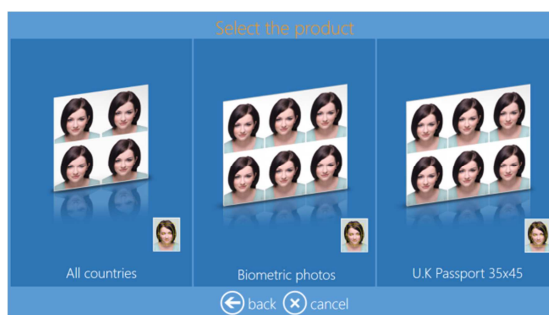 Select the product
All countries
Biometric photos
U.K Passport 35x45
back cancel